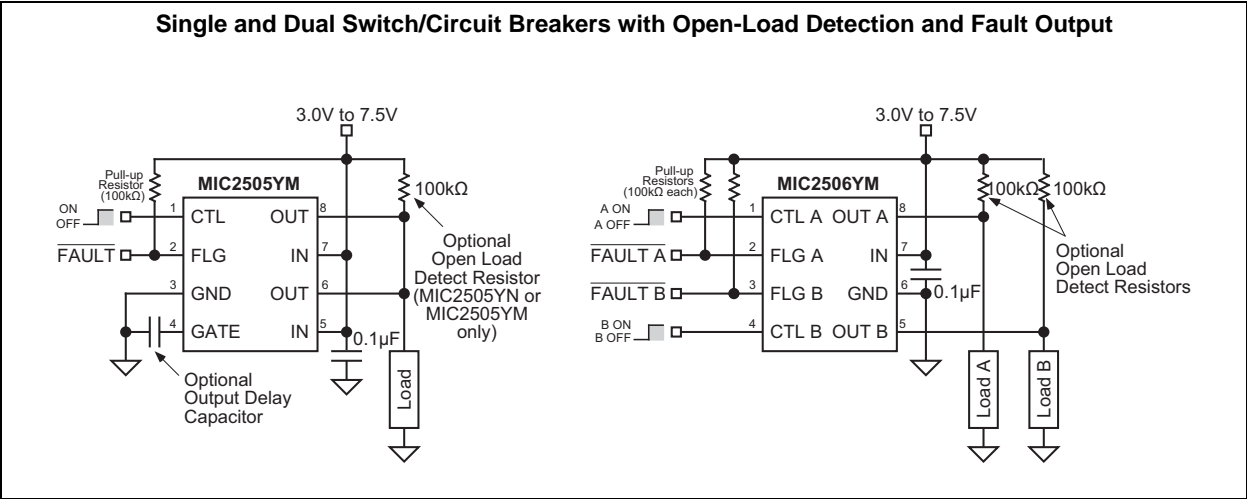 Single and Dual Switch/Circuit Breakers with Open-Load Detection and Fault Output
3.0V to 7.5V
Pull-up
Resistor
(100kΩ)
MIC2505YM
100kΩ
ON
OFF
1 CTL OUT 8
FAULT 2 FLG IN 7
3 GND OUT 6
4 GATE IN 5
0.1µF
Optional
Open Load
Detect Resistor
(MIC2505YN or
MIC2505YM
only)
Optional
Output Delay
Capacitor
Load
3.0V to 7.5V
Pull-up
Resistors
(100kΩ each)
MIC2506YM
100kΩ 100kΩ
A ON
A OFF
1 CTL A OUT A 8
FAULT A 2 FLG A IN 7
FAULT B 3 FLG B GND 6
0.1µF
B ON
B OFF
4 CTL B OUT B 5
Optional
Open Load
Detect Resistors
Load A
Load B